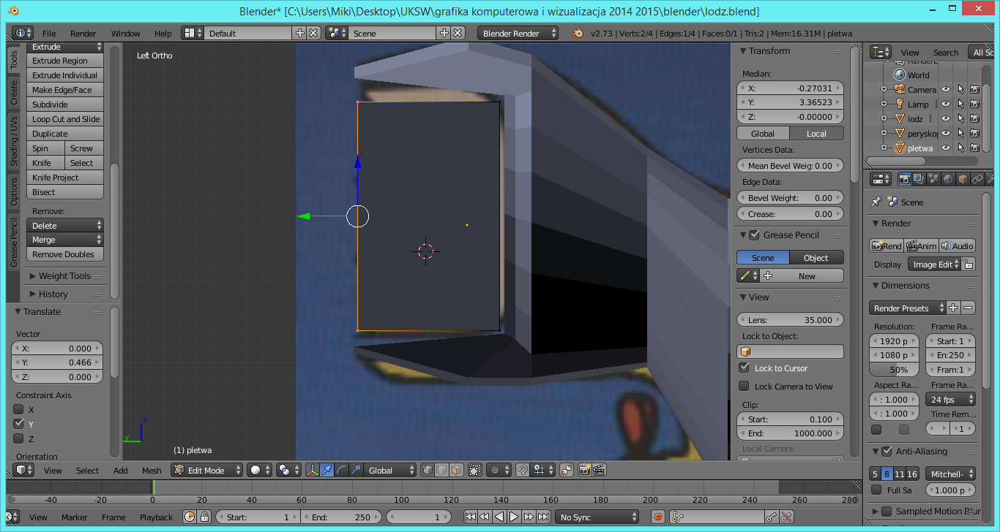 Blender* [C:\Users\Miki\Desktop\UKSW\grafika komputerowa i wizualizacja 2014 2015\blender\lodz.blend]
File Render Window Help Default Scene Blender Render v2.73 | Verts:2/4 | Edges:1/4 | Faces:0/1 | Tris:2 | Mem:16.31M | pletwa
View Search All Sc
Tools
Create
Shading / UVs
Options
Grease Pencil
Extrude
Extrude Region
Extrude Individual
Make Edge/Face
Subdivide
Loop Cut and Slide
Duplicate
Spin Screw
Knife Select
Knife Project
Bisect
Remove:
Delete
Merge
Remove Doubles
Weight Tools
History
Translate
Vector
X: 0.000
Y: 0.466
Z: 0.000
Constraint Axis
X
Y
Z
Orientation
Left Ortho
z
y
(1) pletwa
Transform
Median:
X: -0.27031
Y: 3.36523
Z: -0.00000
Global Local
Vertices Data:
Mean Bevel Weig: 0.00
Edge Data:
Bevel Weight: 0.00
Crease: 0.00
Grease Pencil
Scene Object
New
View
Lens: 35.000
Lock to Object:
Lock to Cursor
Lock Camera to View
Clip:
Start: 0.100
End: 1000.000
Local Camera:
World
Camera
Lamp
lodz
perysko
pletwa
Scene
Render
Rend Anim Audio
Display Image Edit
Dimensions
Render Presets
Resolution: Frame Ra...
1920 p Start: 1
1080 p En:250
50% Fram:1
Aspect Ra... Frame Ra...
: 1.000 24 fps
: 1.000 Time Rem...
1
Anti-Aliasing
5 8 11 16 Mitchell-
Full Sa 1.000 p
Sampled Motion Blur
View Select Add Mesh Edit Mode Global
-40 -20 0 20 40 60 80 100 120 140 160 180 200 220 240 260 280
View Marker Frame Playback Start: 1 End: 250 1 No Sync